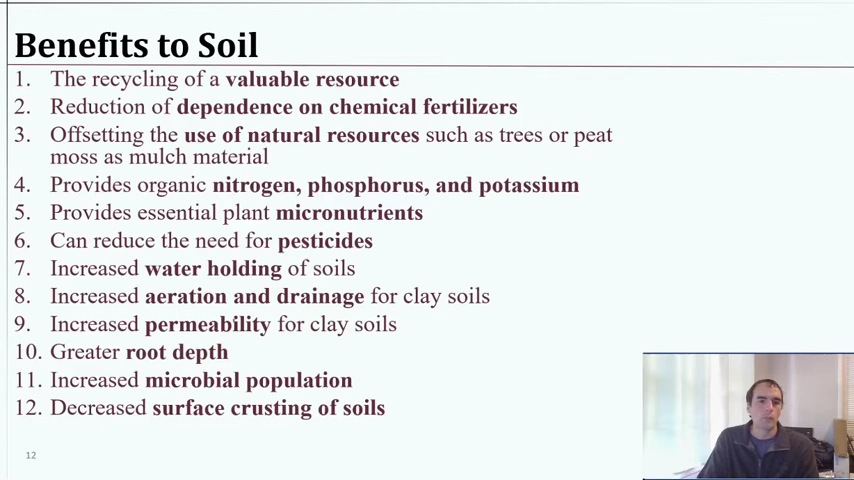 Benefits to Soil
1. The recycling of a valuable resource
2. Reduction of dependence on chemical fertilizers
3. Offsetting the use of natural resources such as trees or peat
moss as mulch material
4. Provides organic nitrogen, phosphorus, and potassium
5. Provides essential plant micronutrients
6. Can reduce the need for pesticides
7. Increased water holding of soils
8. Increased aeration and drainage for clay soils
9. Increased permeability for clay soils
10. Greater root depth
11. Increased microbial population
12. Decreased surface crusting of soils
12